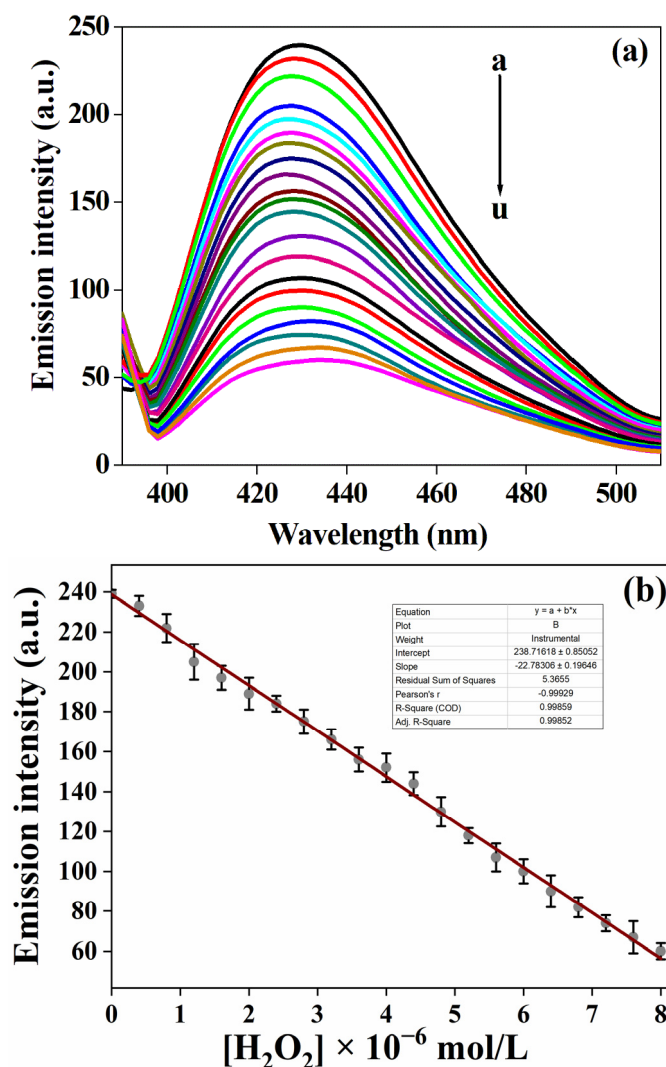 (a)
a
u
250
200
150
100
50
0
Emission intensity (a.u.)
400 420 440 460 480 500
Wavelength (nm)
(b)
240
220
200
180
160
140
120
100
80
60
Emission intensity (a.u.)
Equation y = a + b*x
Plot B
Weight Instrumental
Intercept 238.71618 ± 0.85052
Slope -22.78306 ± 0.19646
Residual Sum of Squares 5.3655
Pearson's r -0.99929
R-Square (COD) 0.99859
Adj. R-Square 0.99852
0 1 2 3 4 5 6 7 8
[H₂O₂] × 10⁻⁶ mol/L